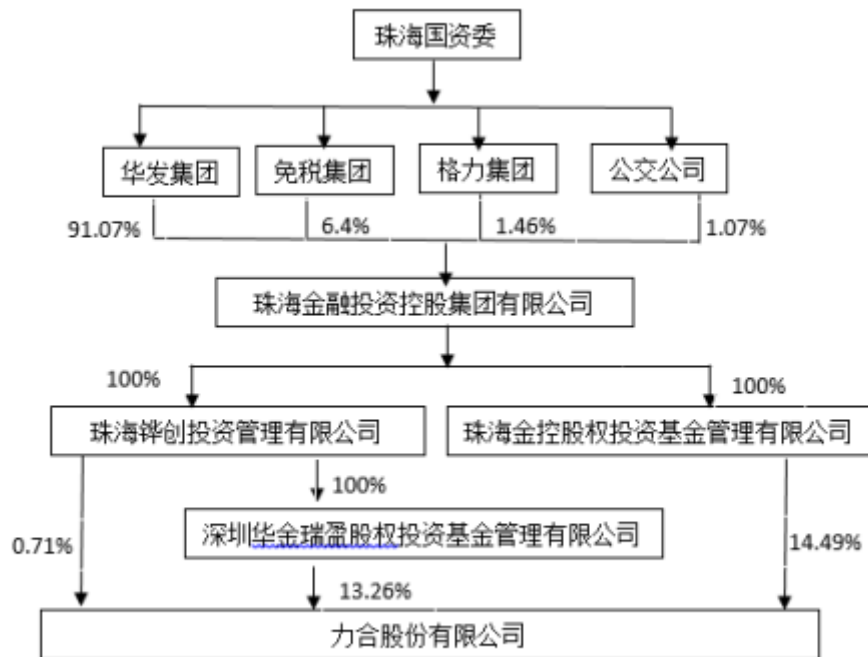 珠海国资委
华发集团
免税集团
格力集团
公交公司
91.07%
6.4%
1.46%
1.07%
珠海金融投资控股集团有限公司
100%
100%
珠海铧创投资管理有限公司
珠海金控股权投资基金管理有限公司
100%
深圳华金瑞盈股权投资基金管理有限公司
0.71%
14.49%
13.26%
力合股份有限公司